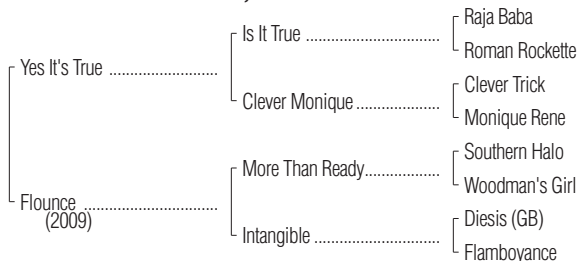 Raja Baba
Is It True ........................
Roman Rockette
Yes It's True ........................
Clever Trick
Clever Monique ..................
Monique Rene
Southern Halo
More Than Ready.................
Woodman's Girl
Flounce .............................
(2009)
Diesis (GB)
Intangible ...........................
Flamboyance